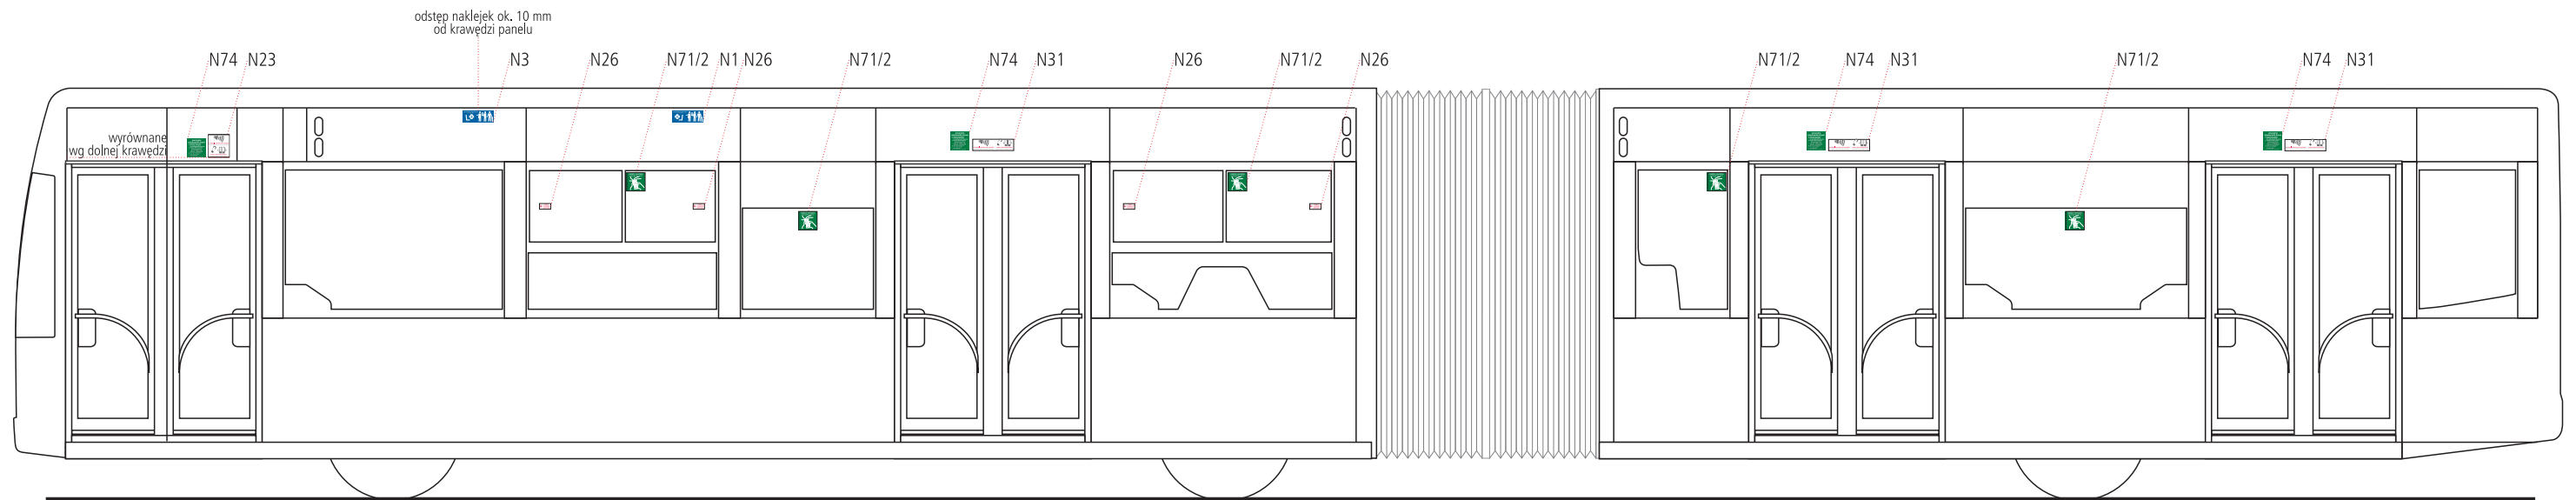 odstęp naklejek ok. 10 mm
od krawędzi panelu
N74 N23 N3 N26 N71/2 N1 N26 N71/2 N74 N31 N26 N71/2 N26 N71/2 N74 N31 N71/2 N74 N31
wyrównane
wg dolnej krawędzi